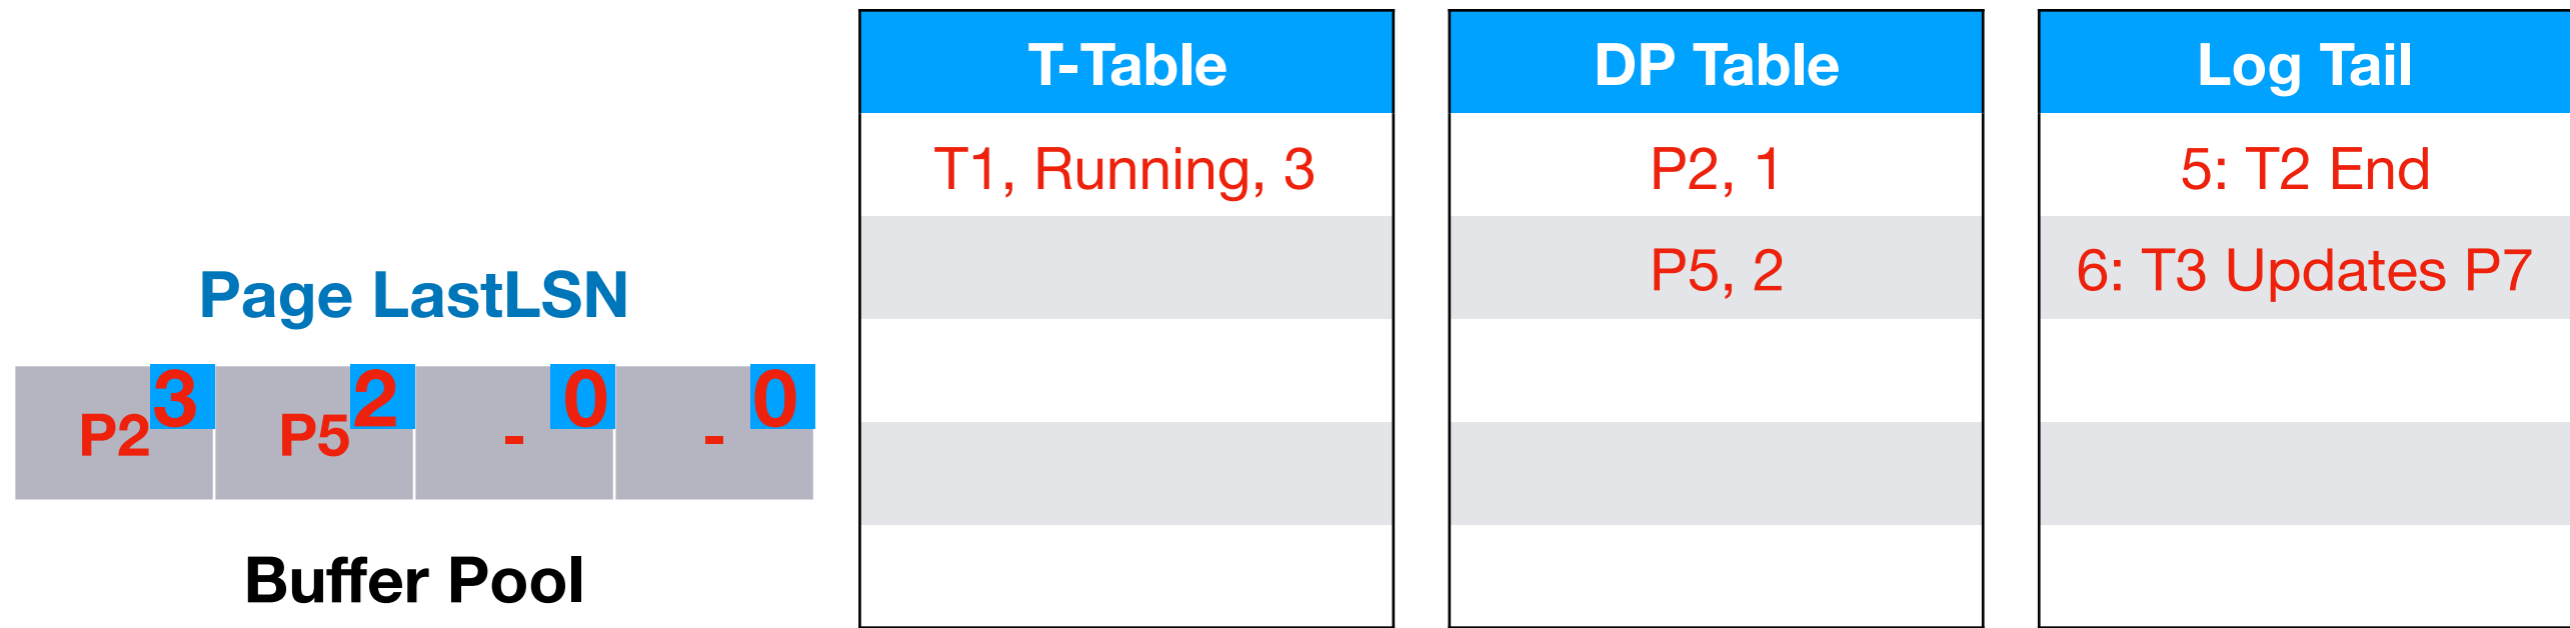 T-Table
T1, Running, 3
DP Table
P2, 1
P5, 2
Log Tail
5: T2 End
6: T3 Updates P7
Page LastLSN
P2 3 P5 2 - 0 - 0
Buffer Pool